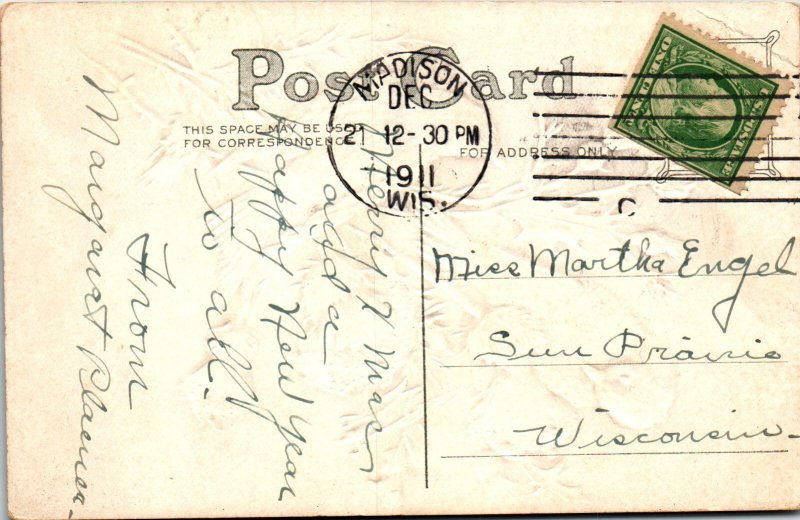 Post Card
THIS SPACE MAY BE USED
FOR CORRESPONDENCE
FOR ADDRESS ONLY
MADISON
DEC
21 12-30 PM
1911
WIS.
C
Merry X Mas
and a
Happy New Year
to all.
From
Margaret
Miss Martha Engel
Sun Prairie
Wisconsin-